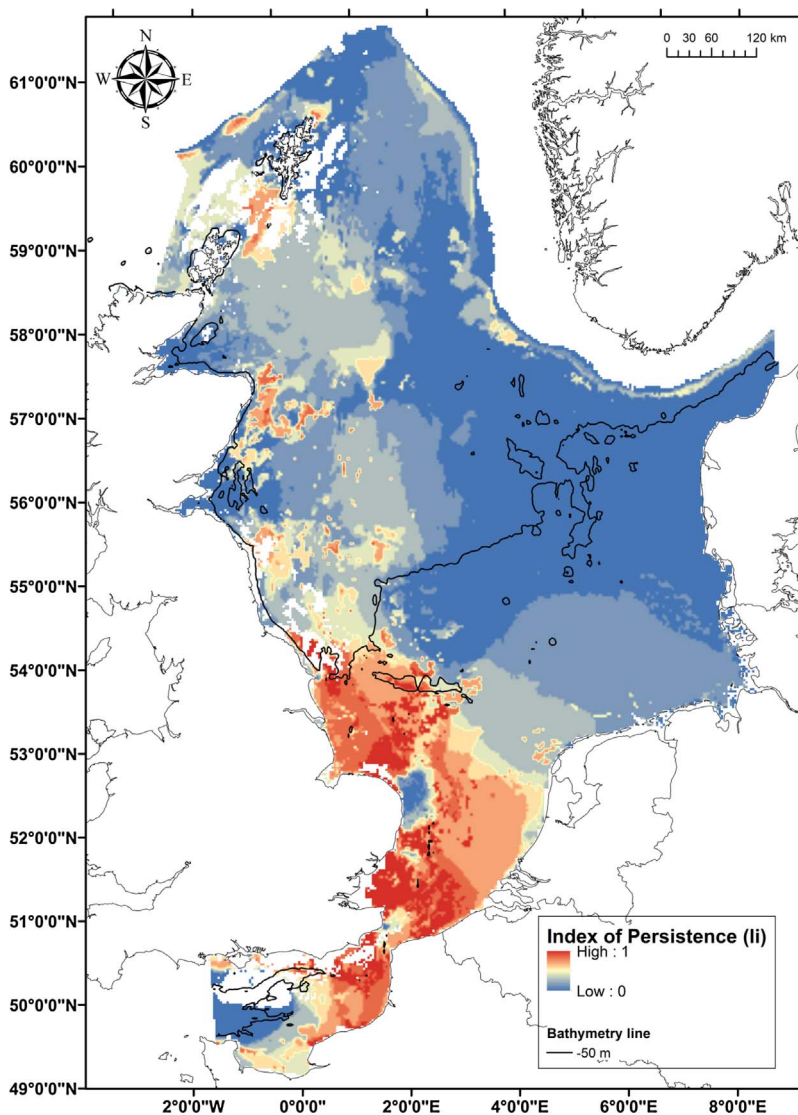 N
W E
S
0 30 60 120 km
61°0'0"N
60°0'0"N
59°0'0"N
58°0'0"N
57°0'0"N
56°0'0"N
55°0'0"N
54°0'0"N
53°0'0"N
52°0'0"N
51°0'0"N
50°0'0"N
49°0'0"N
Index of Persistence (Ii)
High : 1
Low : 0
Bathymetry line
-50 m
2°0'0"W 0°0'0" 2°0'0"E 4°0'0"E 6°0'0"E 8°0'0"E